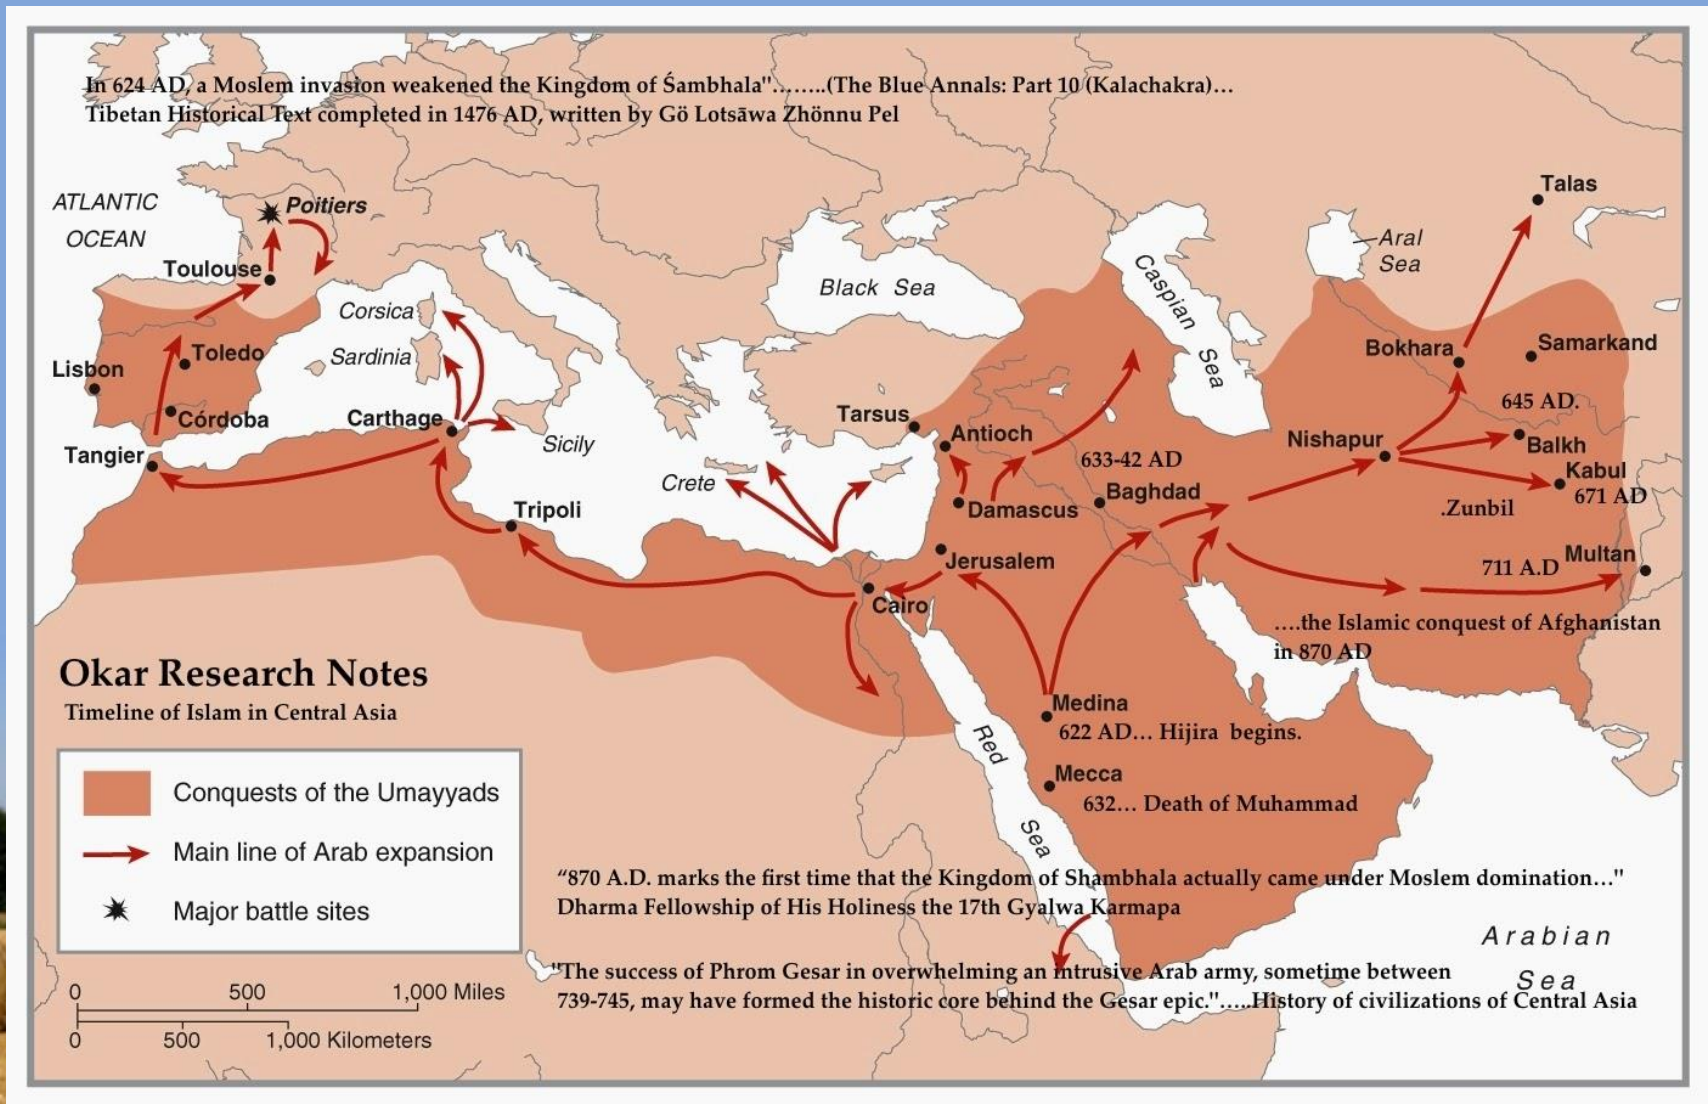 In 624 AD, a Moslem invasion weakened the Kingdom of Śambhala"……..(The Blue Annals: Part 10 (Kalachakra)…
Tibetan Historical Text completed in 1476 AD, written by Gö Lotsāwa Zhönnu Pel
Talas
ATLANTIC
OCEAN
Poitiers
Aral
Sea
Toulouse
Caspian
Sea
Black Sea
Corsica
Sardinia
Bokhara
Samarkand
Toledo
Lisbon
645 AD.
Córdoba
Carthage
Tarsus
Antioch
Sicily
Nishapur
Balkh
Tangier
633-42 AD
Kabul
671 AD
Crete
Baghdad
.Zunbil
Tripoli
Damascus
Jerusalem
Multan
711 A.D
Cairo
….the Islamic conquest of Afghanistan
in 870 AD
Okar Research Notes
Timeline of Islam in Central Asia
Medina
622 AD… Hijira begins.
Red
Sea
Mecca
632… Death of Muhammad
Conquests of the Umayyads
Main line of Arab expansion
Major battle sites
“870 A.D. marks the first time that the Kingdom of Shambhala actually came under Moslem domination…"
Dharma Fellowship of His Holiness the 17th Gyalwa Karmapa
Arabian
Sea
"The success of Phrom Gesar in overwhelming an intrusive Arab army, sometime between
739-745, may have formed the historic core behind the Gesar epic."…..History of civilizations of Central Asia
0 500 1,000 Miles
0 500 1,000 Kilometers